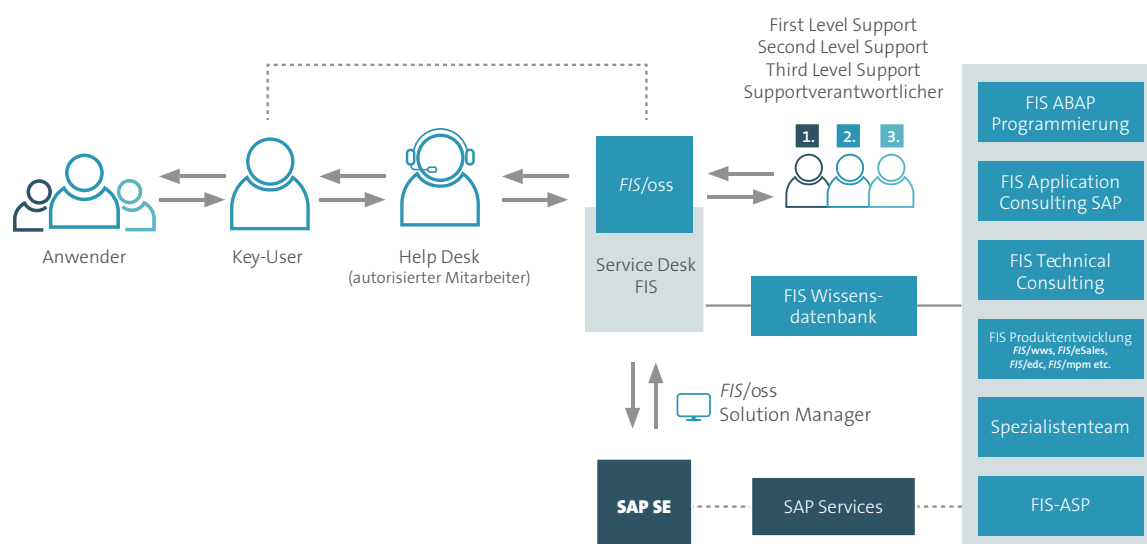 First Level Support
Second Level Support
Third Level Support
Supportverantwortlicher
1.
2.
3.
Anwender
Key-User
Help Desk
(autorisierter Mitarbeiter)
FIS/oss
Service Desk
FIS
FIS Wissens-
datenbank
FIS/oss
Solution Manager
SAP SE
SAP Services
FIS ABAP
Programmierung
FIS Application
Consulting SAP
FIS Technical
Consulting
FIS Produktentwicklung
FIS/wws, FIS/eSales,
FIS/edc, FIS/mpm etc.
Spezialistenteam
FIS-ASP